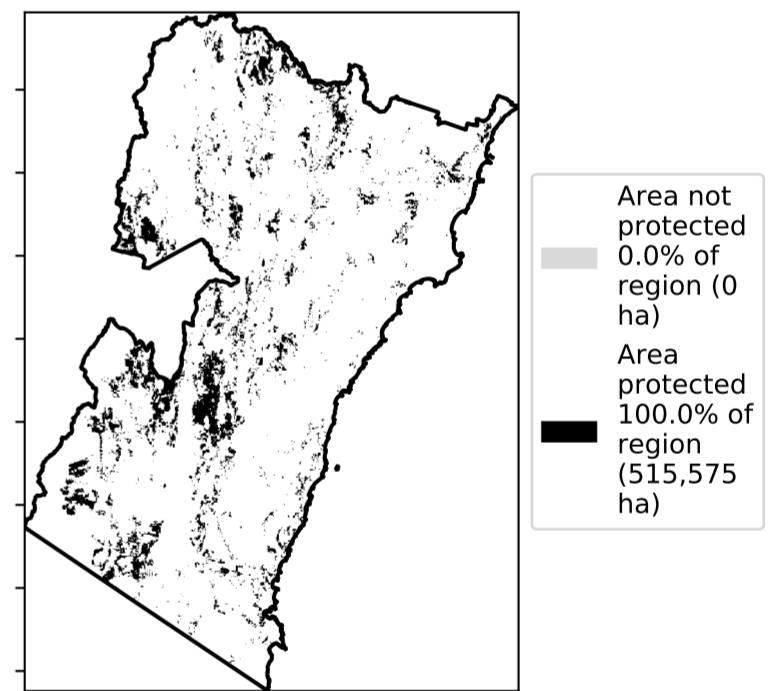 Area not
protected
0.0% of
region (0
ha)
Area
protected
100.0% of
region
(515,575
ha)